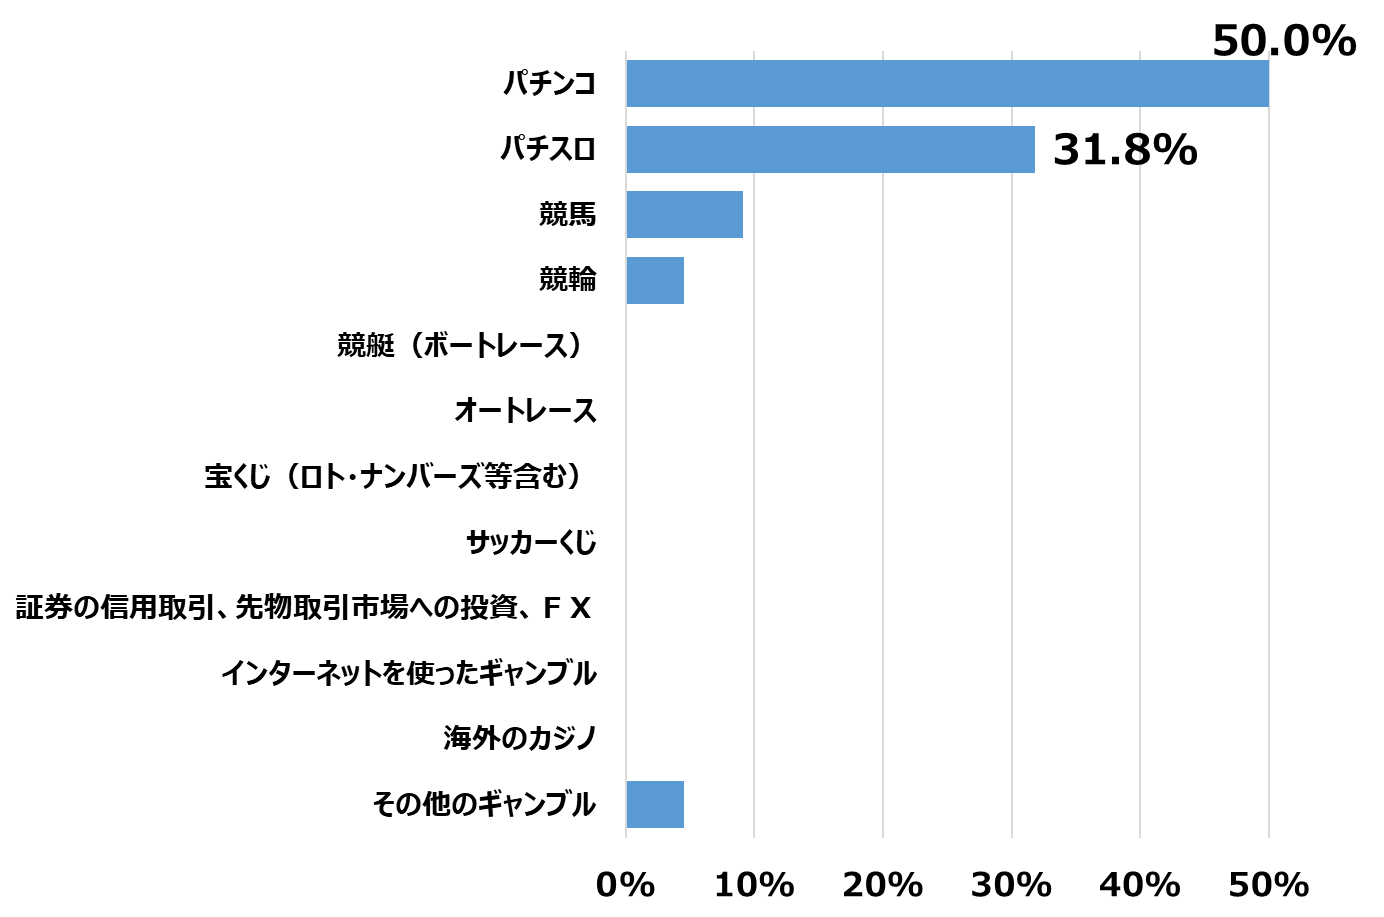 50.0%
パチンコ
パチスロ 31.8%
競馬
競輪
競艇（ボートレース）
オートレース
宝くじ（ロト・ナンバーズ等含む）
サッカーくじ
証券の信用取引、先物取引市場への投資、ＦＸ
インターネットを使ったギャンブル
海外のカジノ
その他のギャンブル
0% 10% 20% 30% 40% 50%